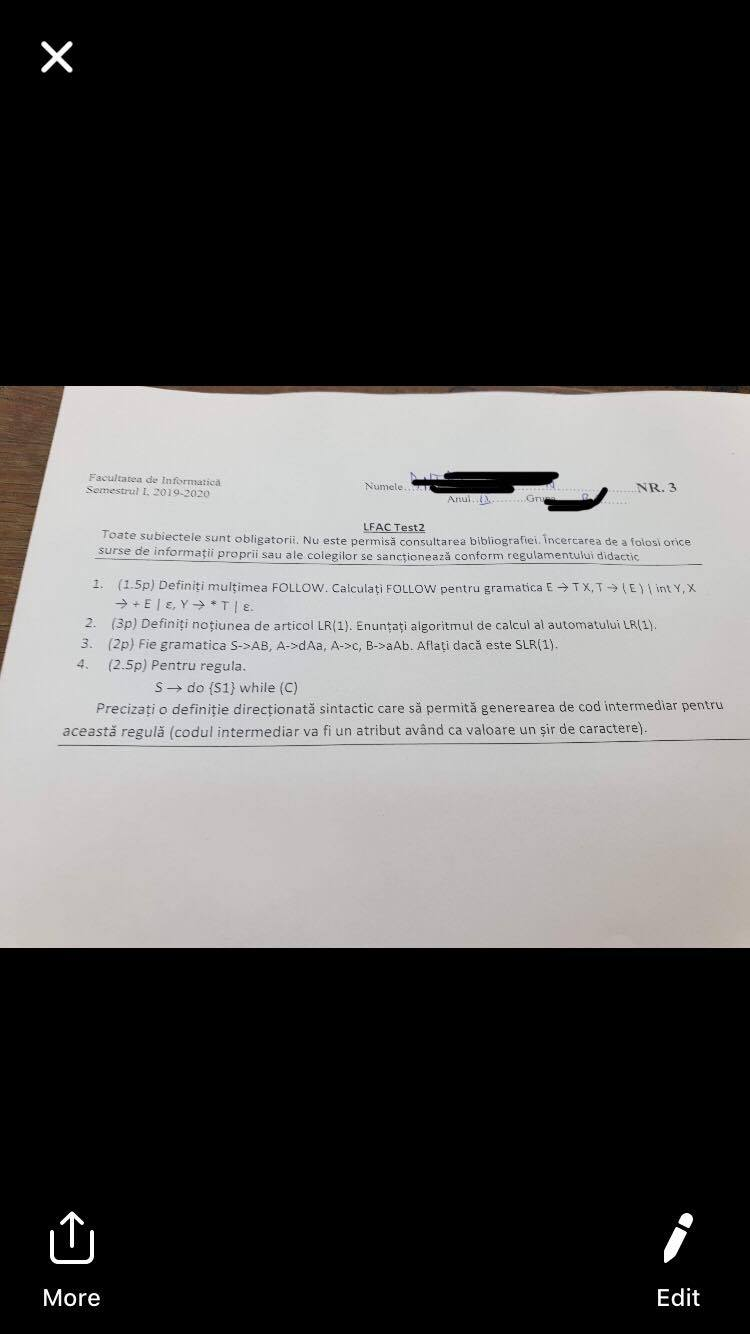 Facultatea de Informatică
Semestrul I, 2019-2020
Numele
NR. 3
Anul..II..........Grupa
LFAC Test2
Toate subiectele sunt obligatorii. Nu este permisă consultarea bibliografiei. Încercarea de a folosi orice
surse de informații proprii sau ale colegilor se sancționează conform regulamentului didactic
1. (1.5p) Definiți mulțimea FOLLOW. Calculați FOLLOW pentru gramatica E → T X, T → ( E ) | int Y, X
→ + E | ε, Y → * T | ε.
2. (3p) Definiți noțiunea de articol LR(1). Enunțați algoritmul de calcul al automatului LR(1).
3. (2p) Fie gramatica S->AB, A->dAa, A->c, B->aAb. Aflați dacă este SLR(1).
4. (2.5p) Pentru regula.
S → do {S1} while (C)
Precizați o definiție direcționată sintactic care să permită generearea de cod intermediar pentru
această regulă (codul intermediar va fi un atribut având ca valoare un șir de caractere).
More
Edit